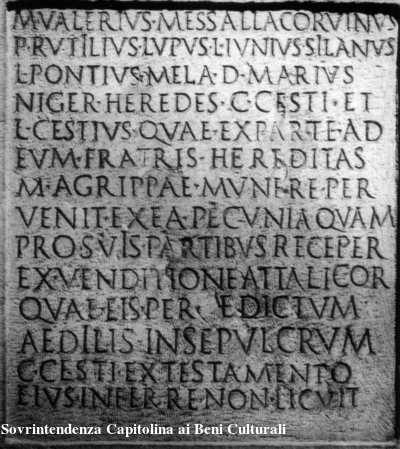 M·VALERIVS·MESSALLA·CORVINVS
P·RVTILIVS·LVPVS·L·IVNIVS·SILANVS
L·PONTIVS·MELA·D·MARIVS
NIGER·HEREDES·C·CESTI·ET
L·CESTIVS·QVAE·EX·PARTE·AD
EVM·FRATRIS·HEREDITAS
M·AGRIPPAE·MVNERE·PER
VENIT·EX·EA·PECVNIA·QVAM
PRO·SVIS·PARTIBVS·RECEPER
EX·VENDITIONE·ATTALICOR
QVAE·EIS·PER·EDICTVM
AEDILIS·IN·SEPVLCRVM
C·CESTI·EX·TESTAMENTO
EIVS·INFERRE·NON·LICVIT
Sovrintendenza Capitolina ai Beni Culturali